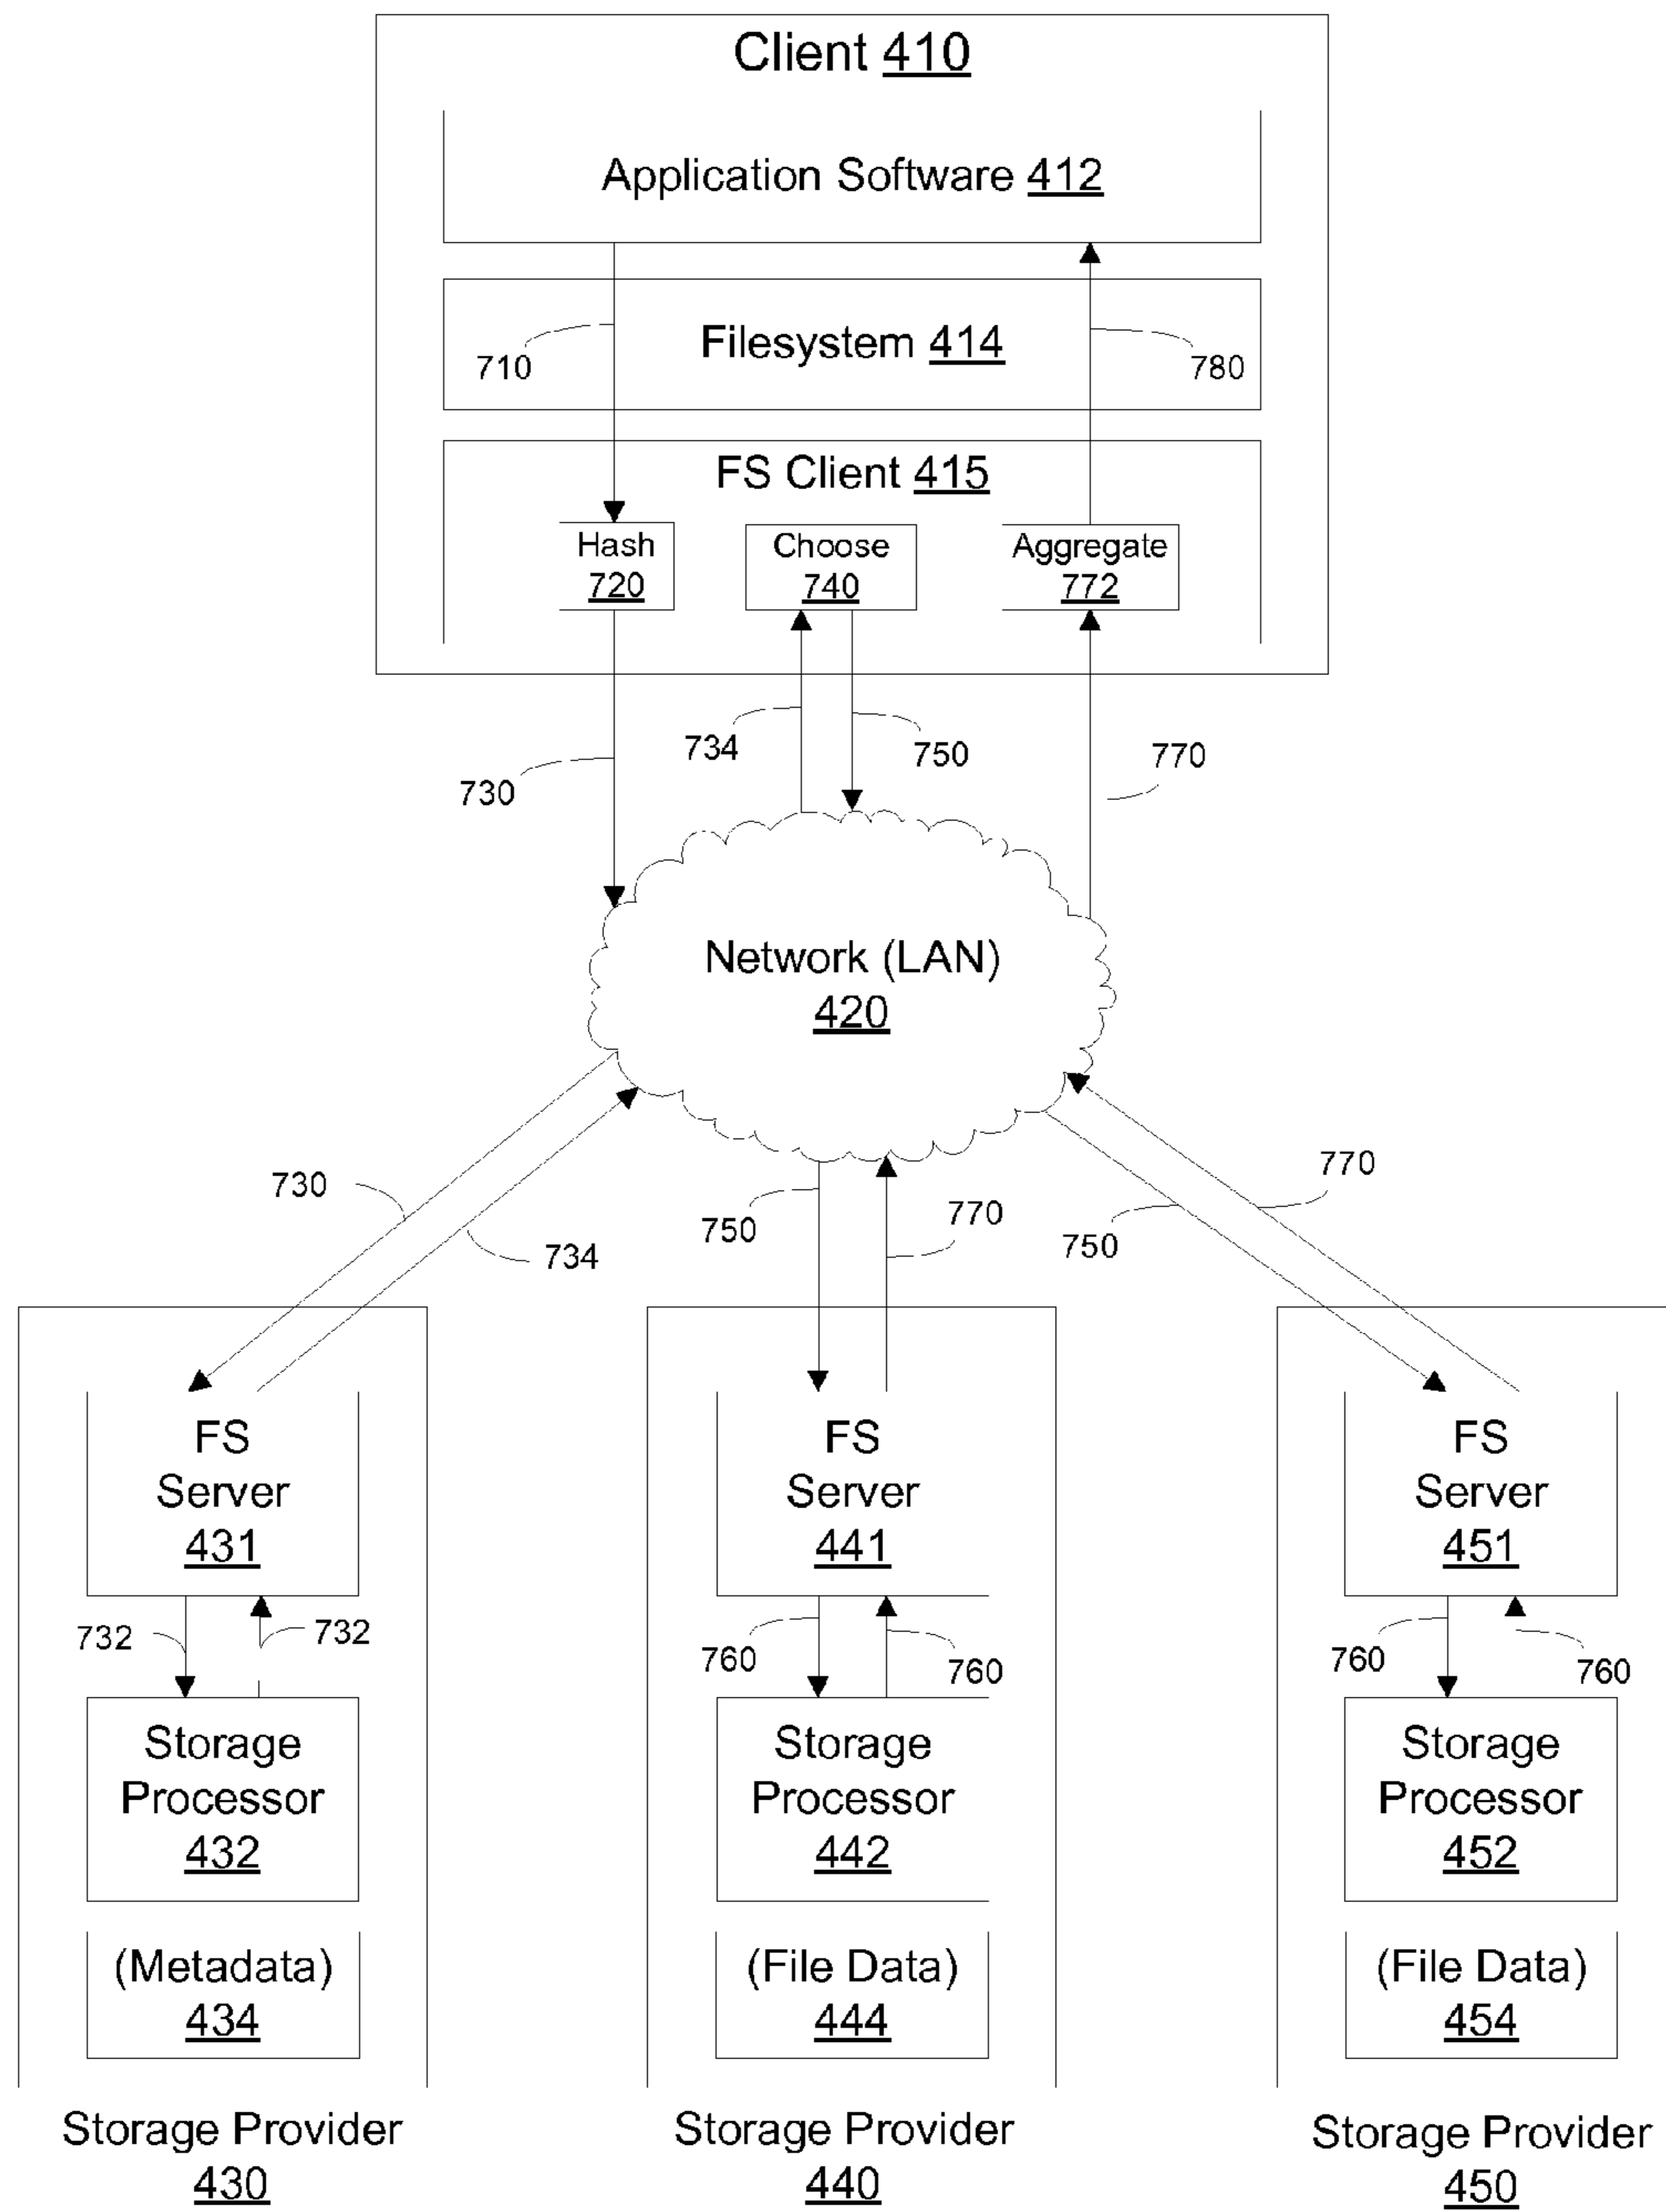 Client 410
Application Software 412
Filesystem 414
710
780
FS Client 415
Hash
720
Choose
740
Aggregate
772
734
750
770
730
Network (LAN)
420
730
734
750
770
750
770
FS
Server
431
FS
Server
441
FS
Server
451
732
732
760
760
760
760
Storage
Processor
432
Storage
Processor
442
Storage
Processor
452
(Metadata)
434
(File Data)
444
(File Data)
454
Storage Provider
430
Storage Provider
440
Storage Provider
450